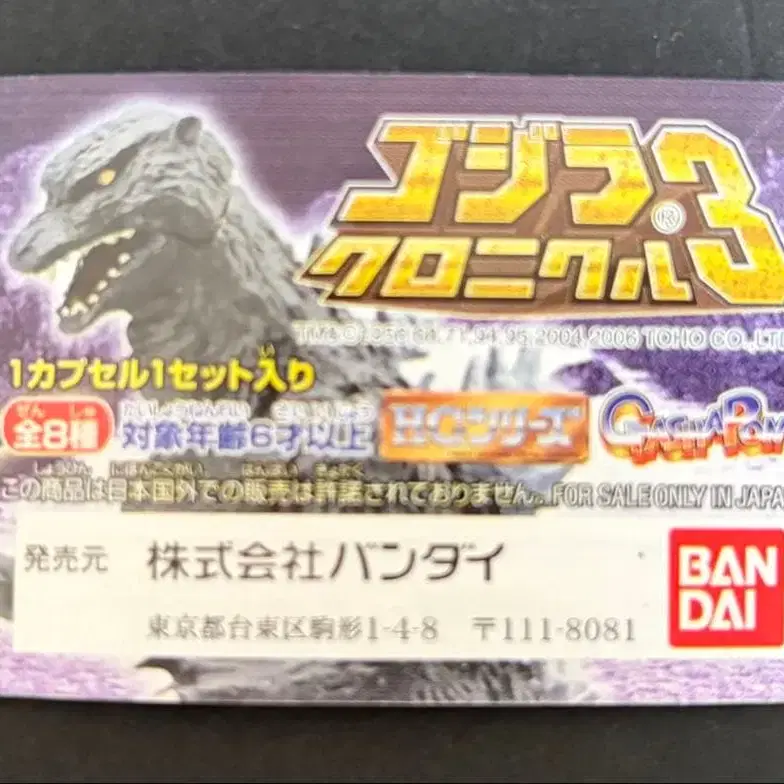 ゴジラ®3
クロニクル
TM & © 1956,64,71,94,95,2004,2006 TOHO CO.,LTD
1カプセル1セット入り
全8種 対象年齢6才以上 HGシリーズ GASHAPON
この商品は日本国外での販売は許諾されておりません。FOR SALE ONLY IN JAPA
発売元 株式会社バンダイ
東京都台東区駒形1-4-8 〒111-8081
BAN
DAI